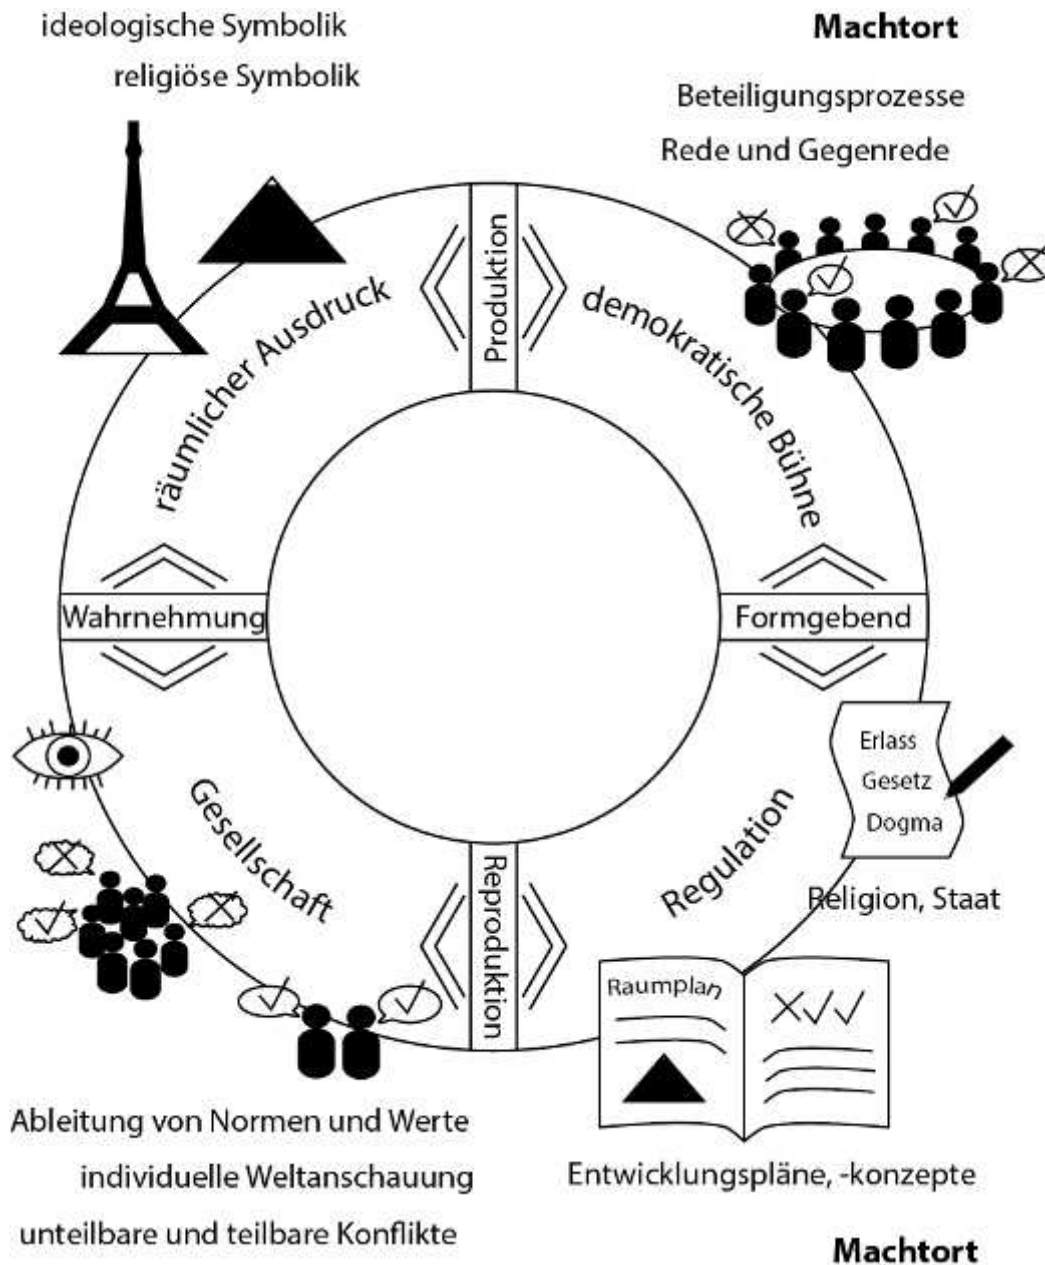 ideologische Symbolik
religiöse Symbolik
Machtort
Beteiligungsprozesse
Rede und Gegenrede
Produktion
räumlicher Ausdruck
demokratische Bühne
Wahrnehmung
Formgebend
Erlass
Gesetz
Dogma
Religion, Staat
Gesellschaft
Regulation
Reproduktion
Raumplan
Ableitung von Normen und Werte
individuelle Weltanschauung
unteilbare und teilbare Konflikte
Entwicklungspläne, -konzepte
Machtort